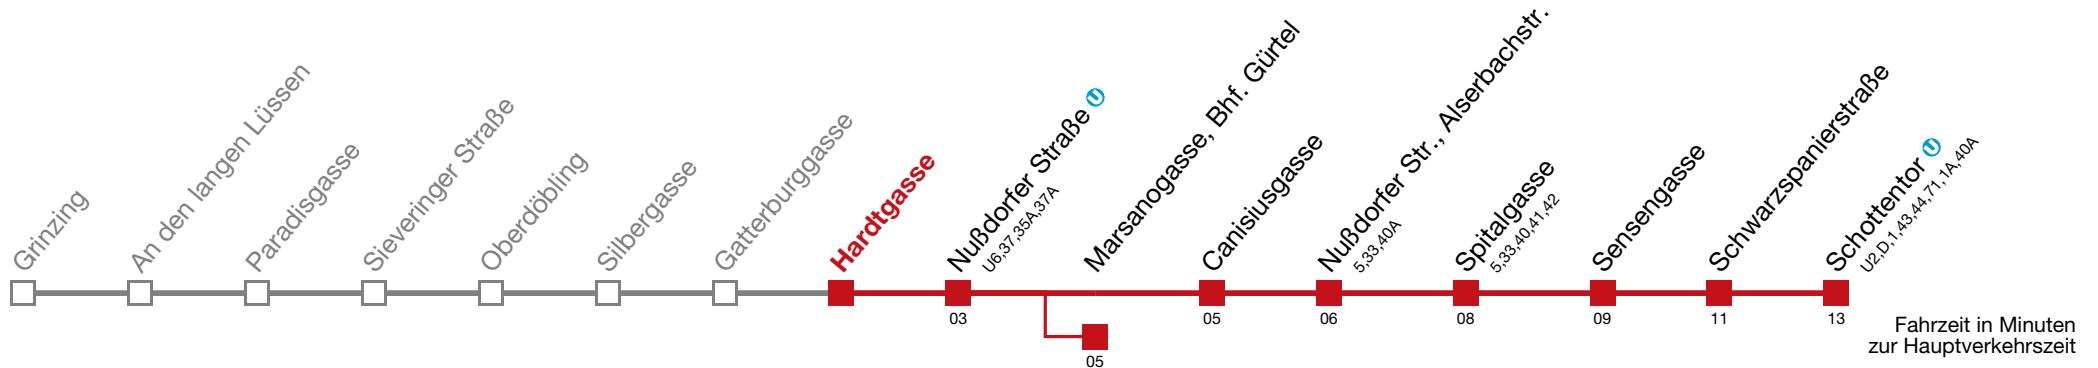 Grinzing
An den langen Lüssen
Paradisgasse
Sieveringer Straße
Oberdöbling
Silbergasse
Gatterburggasse
Hardtgasse
Nußdorfer Straße U
U6,37,35A,37A
Marsanogasse, Bhf. Gürtel
Canisiusgasse
Nußdorfer Str., Alserbachstr.
5,33,40A
Spitalgasse
5,33,40,41,42
Sensengasse
Schwarzspanierstraße
Schottentor U
U2,D,1,43,44,71,1A,40A
03
05
06
08
09
11
13
05
Fahrzeit in Minuten
zur Hauptverkehrszeit